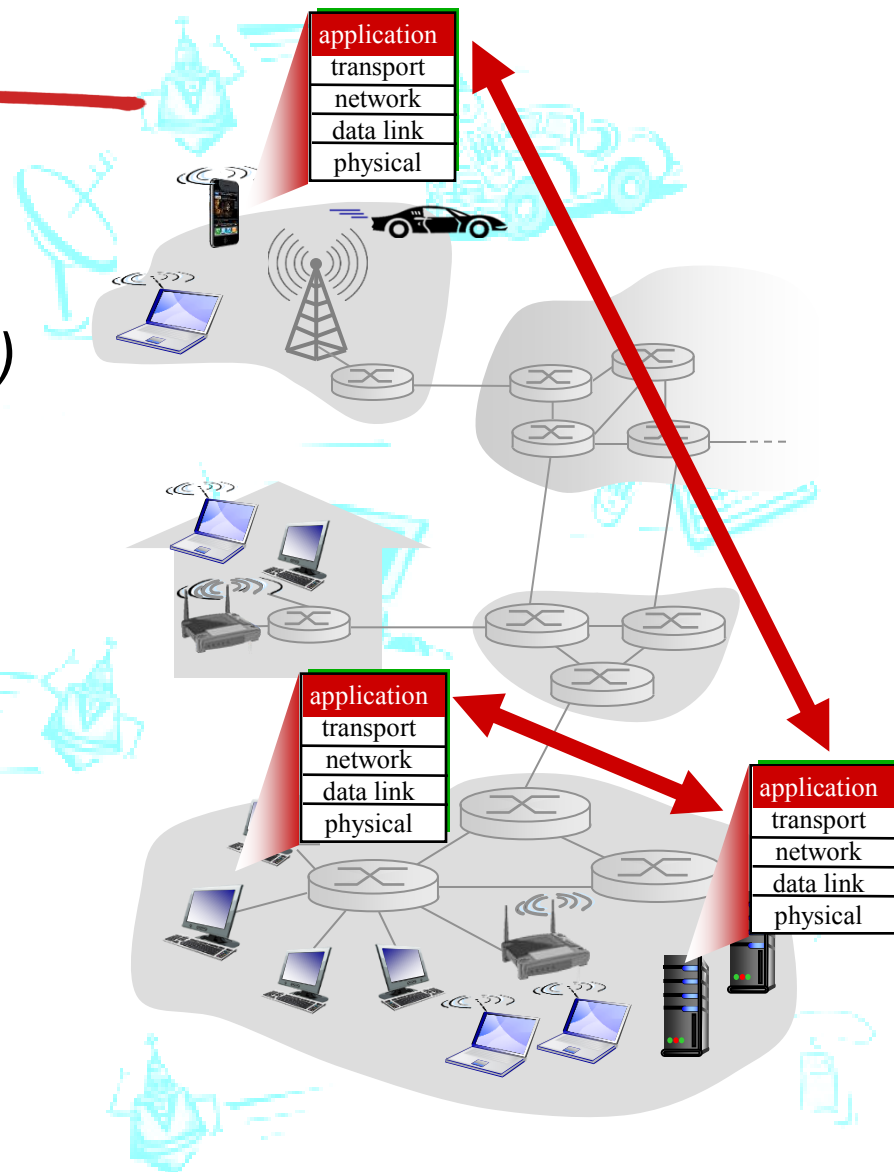 application
transport
network
data link
physical
)
application
transport
network
data link
physical
application
transport
network
data link
physical